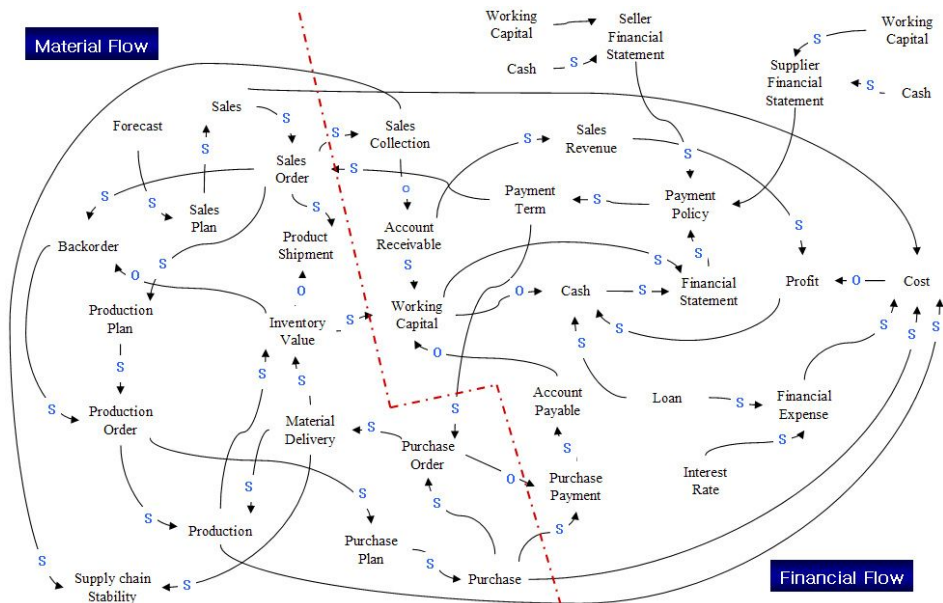 Material Flow
Working
Capital
Seller
Financial
Statement
Cash
S
Working
Capital
S
Supplier
Financial
Statement
S
Cash
Sales
Forecast
S
S
Sales
Order
S
Sales
Collection
S
Sales
Revenue
S
S
S
Sales
Plan
S
O
Payment
Term
S
Payment
Policy
S
Backorder
Product
Shipment
Account
Receivable
S
S
S
O
S
O
S
S
Production
Plan
Inventory
Value
S
Working
Capital
O
Cash
S
Financial
Statement
Profit
O
Cost
S
S
S
S
S
S
O
S
S
Production
Order
Material
Delivery
S
S
Purchase
Order
Account
Payable
Loan
S
Financial
Expense
S
S
O
Purchase
Payment
Interest
Rate
S
S
S
S
S
Production
Purchase
Plan
S
Purchase
S
S
Supply chain
Stability
S
Financial Flow